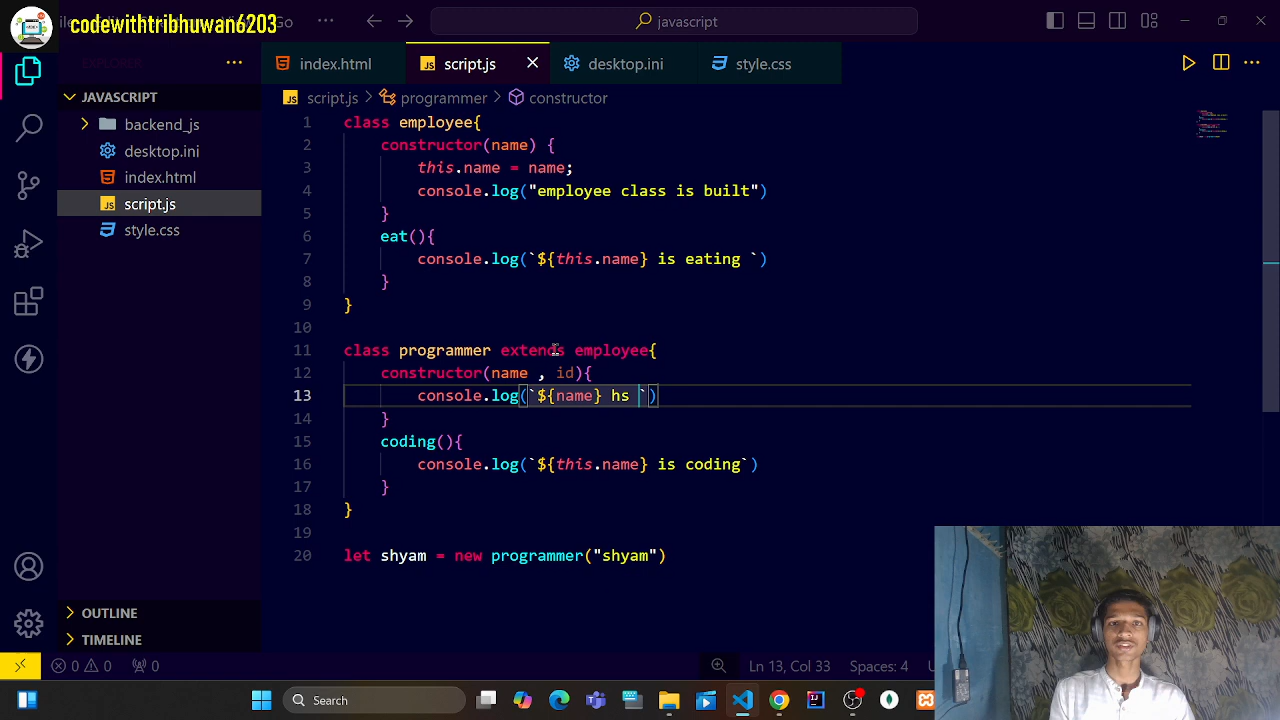 codewithtribhuwan6203
Go
javascript
EXPLORER
index.html
script.js
desktop.ini
style.css
JAVASCRIPT
backend_js
desktop.ini
index.html
script.js
style.css
OUTLINE
TIMELINE
script.js > programmer > constructor
1 class employee{
2 constructor(name) {
3 this.name = name;
4 console.log("employee class is built")
5 }
6 eat(){
7 console.log(`${this.name} is eating `)
8 }
9 }
10
11 class programmer extends employee{
12 constructor(name , id){
13 console.log(`${name} hs `)
14 }
15 coding(){
16 console.log(`${this.name} is coding`)
17 }
18 }
19
20 let shyam = new programmer("shyam")
0 0 0
Ln 13, Col 33 Spaces: 4
Search